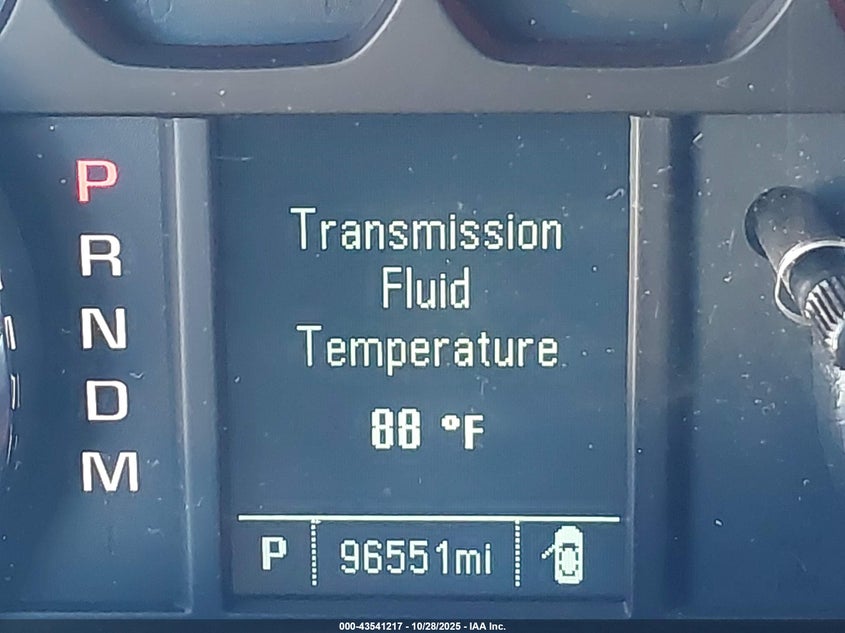 P
R
N
D
M
Transmission
Fluid
Temperature
88 °F
P 96551mi
000-43541217 - 10/28/2025 - IAA Inc.